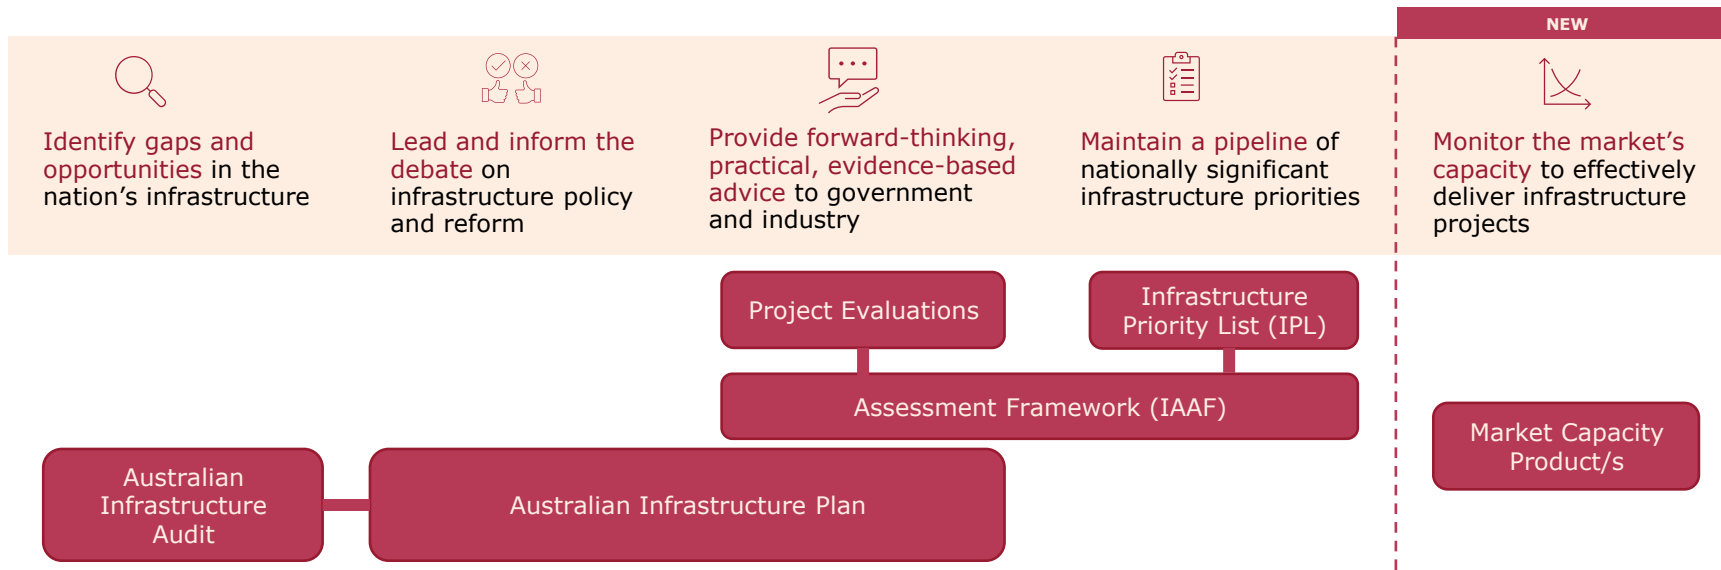 NEW
Identify gaps and
opportunities in the
nation's infrastructure
Lead and inform the
debate on
infrastructure policy
and reform
Provide forward-thinking,
practical, evidence-based
advice to government
and industry
Maintain a pipeline of
nationally significant
infrastructure priorities
Monitor the market's
capacity to effectively
deliver infrastructure
projects
Project Evaluations
Infrastructure
Priority List (IPL)
Assessment Framework (IAAF)
Market Capacity
Product/s
Australian
Infrastructure
Audit
Australian Infrastructure Plan